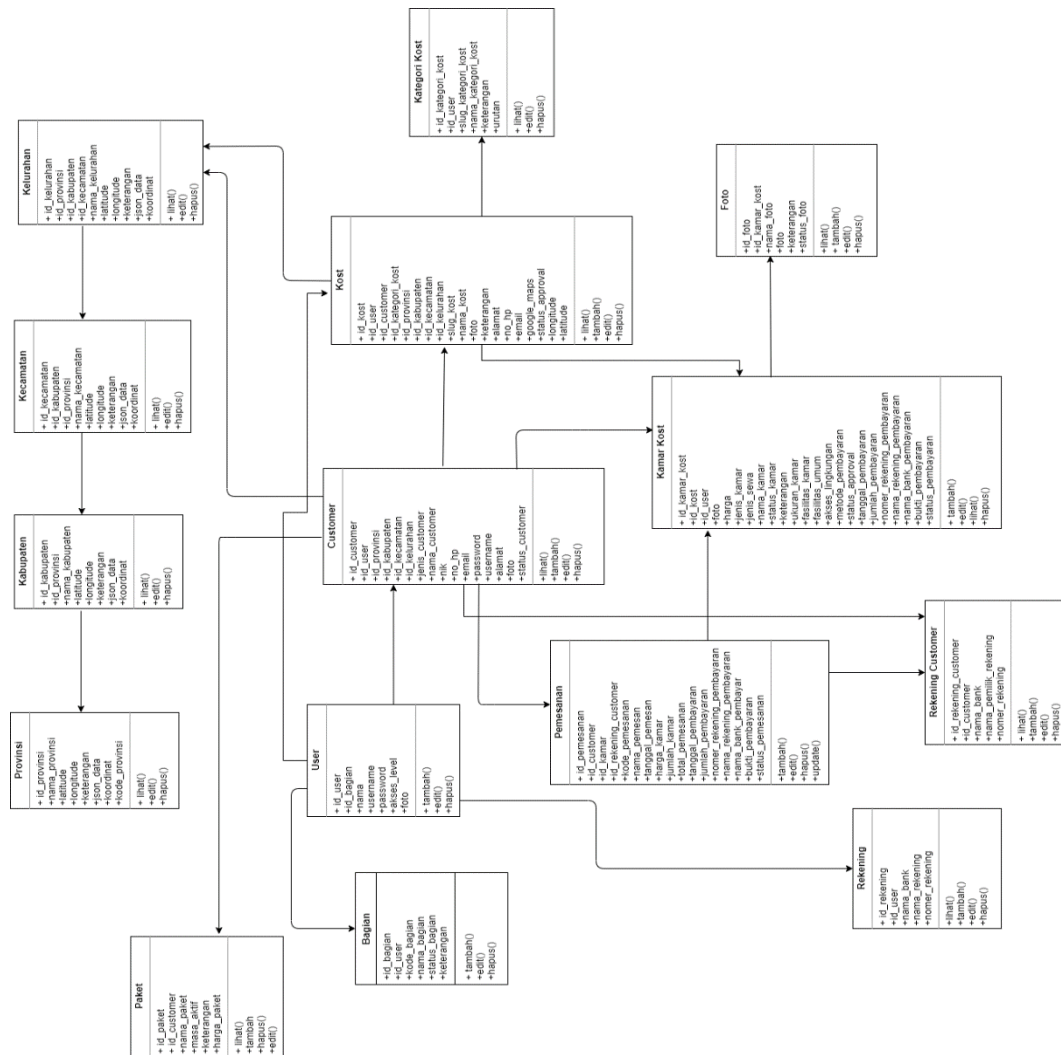 Provinsi
+ id_provinsi
+nama_provinsi
+latitude
+longitude
+keterangan
+json_data
+koordinat
+kode_provinsi
+ lihat()
+edit()
+hapus()
Kabupaten
+ id_kabupaten
+id_provinsi
+nama_kabupaten
+latitude
+longitude
+keterangan
+json_data
+koordinat
+ lihat()
+edit()
+hapus()
Kecamatan
+ id_kecamatan
+id_kabupaten
+id_provinsi
+nama_kecamatan
+latitude
+longitude
+keterangan
+json_data
+koordinat
+ lihat()
+edit()
+hapus()
Kelurahan
+ id_kelurahan
+id_provinsi
+id_kabupaten
+id_kecamatan
+nama_kelurahan
+latitude
+longitude
+keterangan
+json_data
+koordinat
+ lihat()
+edit()
+hapus()
Paket
+ id_paket
+ id_customer
+nama_paket
+masa_aktif
+keterangan
+harga_paket
+ lihat()
+tambah
+hapus()
+edit()
User
+ id_user
+id_bagian
+nama
+username
+password
+akses_level
+foto
+ tambah()
+edit()
+hapus()
Customer
+ id_customer
+id_user
+id_provinsi
+id_kabupaten
+id_kecamatan
+id_kelurahan
+jenis_customer
+nama_customer
+nik
+no_hp
+email
+password
+username
+alamat
+foto
+status_customer
+lihat()
+tambah()
+edit()
+hapus()
Kost
+ id_kost
+id_user
+id_customer
+id_kategori_kost
+id_provinsi
+id_kabupaten
+id_kecamatan
+id_kelurahan
+slug_kost
+nama_kost
+foto
+keterangan
+alamat
+no_hp
+email
+google_maps
+status_approval
+longitude
+latitude
+ lihat()
+tambah()
+edit()
+hapus()
Kategori Kost
+ id_kategori_kost
+id_user
+slug_kategori_kost
+nama_kategori_kost
+keterangan
+urutan
+ lihat()
+edit()
+hapus()
Bagian
+id_bagian
+id_user
+kode_bagian
+nama_bagian
+status_bagian
+keterangan
+ tambah()
+edit()
+hapus()
Pemesanan
+ id_pemesanan
+id_customer
+id_kamar
+id_rekening_customer
+kode_pemesanan
+nama_pemesan
+tanggal_pemesan
+harga_kamar
+jumlah_kamar
+total_pemesanan
+tanggal_pembayaran
+jumlah_pembayaran
+nomer_rekening_pembayaran
+nama_rekening_pembayaran
+nama_bank_pembayar
+bukti_pembayaran
+status_pemesanan
+tambah()
+edit()
+hapus()
+update()
Kamar Kost
+ id_kamar_kost
+id_kost
+id_user
+foto
+harga
+jenis_kamar
+jenis_sewa
+nama_kamar
+status_kamar
+keterangan
+ukuran_kamar
+fasilitas_kamar
+fasilitas_umum
+akses_lingkungan
+metode_pembayaran
+status_approval
+tanggal_pembayaran
+jumlah_pembayaran
+nomer_rekening_pembayaran
+nama_rekening_pembayaran
+nama_bank_pembayaran
+bukti_pembayaran
+status_pembayaran
+tambah()
+edit()
+lihat()
+hapus()
Foto
+id_foto
+id_kamar_kost
+nama_foto
+foto
+keterangan
+status_foto
+lihat()
+ tambah()
+edit()
+hapus()
Rekening
+ id_rekening
+id_user
+nama_bank
+nama_rekening
+nomer_rekening
+lihat()
+tambah()
+edit()
+hapus()
Rekening Customer
+ id_rekening_customer
+id_customer
+nama_bank
+nama_pemilik_rekening
+nomer_rekening
+ lihat()
+tambah()
+edit()
+hapus()